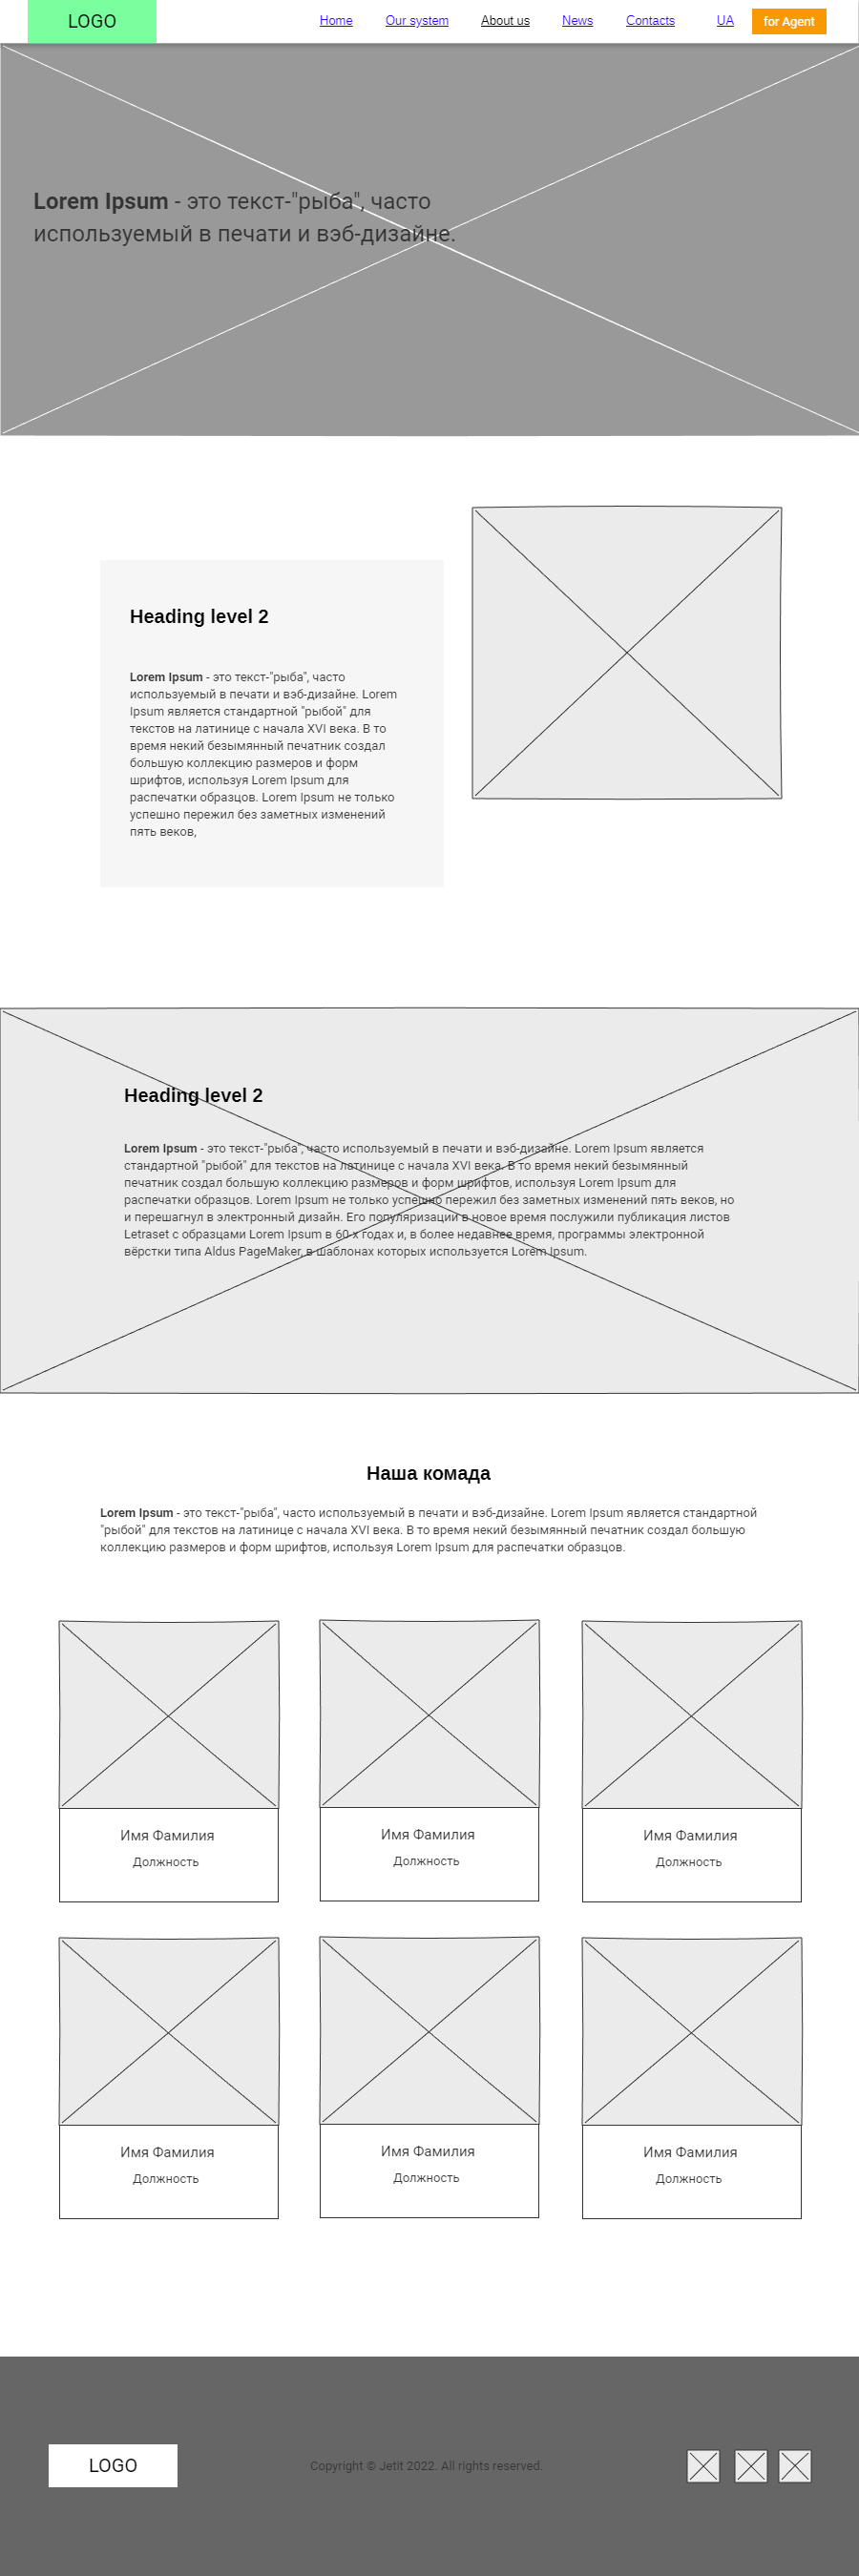 LOGO
Home Our system About us News Contacts UA for Agent
Lorem Ipsum - это текст-"рыба", часто
используемый в печати и вэб-дизайне.
Heading level 2
Lorem Ipsum - это текст-"рыба", часто
используемый в печати и вэб-дизайне. Lorem
Ipsum является стандартной "рыбой" для
текстов на латинице с начала XVI века. В то
время некий безымянный печатник создал
большую коллекцию размеров и форм
шрифтов, используя Lorem Ipsum для
распечатки образцов. Lorem Ipsum не только
успешно пережил без заметных изменений
пять веков,
Heading level 2
Lorem Ipsum - это текст-"рыба", часто используемый в печати и вэб-дизайне. Lorem Ipsum является
стандартной "рыбой" для текстов на латинице с начала XVI века. В то время некий безымянный
печатник создал большую коллекцию размеров и форм шрифтов, используя Lorem Ipsum для
распечатки образцов. Lorem Ipsum не только успешно пережил без заметных изменений пять веков, но
и перешагнул в электронный дизайн. Его популяризации в новое время послужили публикация листов
Letraset с образцами Lorem Ipsum в 60-х годах и, в более недавнее время, программы электронной
вёрстки типа Aldus PageMaker, в шаблонах которых используется Lorem Ipsum.
Наша комада
Lorem Ipsum - это текст-"рыба", часто используемый в печати и вэб-дизайне. Lorem Ipsum является стандартной
"рыбой" для текстов на латинице с начала XVI века. В то время некий безымянный печатник создал большую
коллекцию размеров и форм шрифтов, используя Lorem Ipsum для распечатки образцов.
Имя Фамилия
Должность
Имя Фамилия
Должность
Имя Фамилия
Должность
Имя Фамилия
Должность
Имя Фамилия
Должность
Имя Фамилия
Должность
LOGO
Copyright © Jetit 2022. All rights reserved.